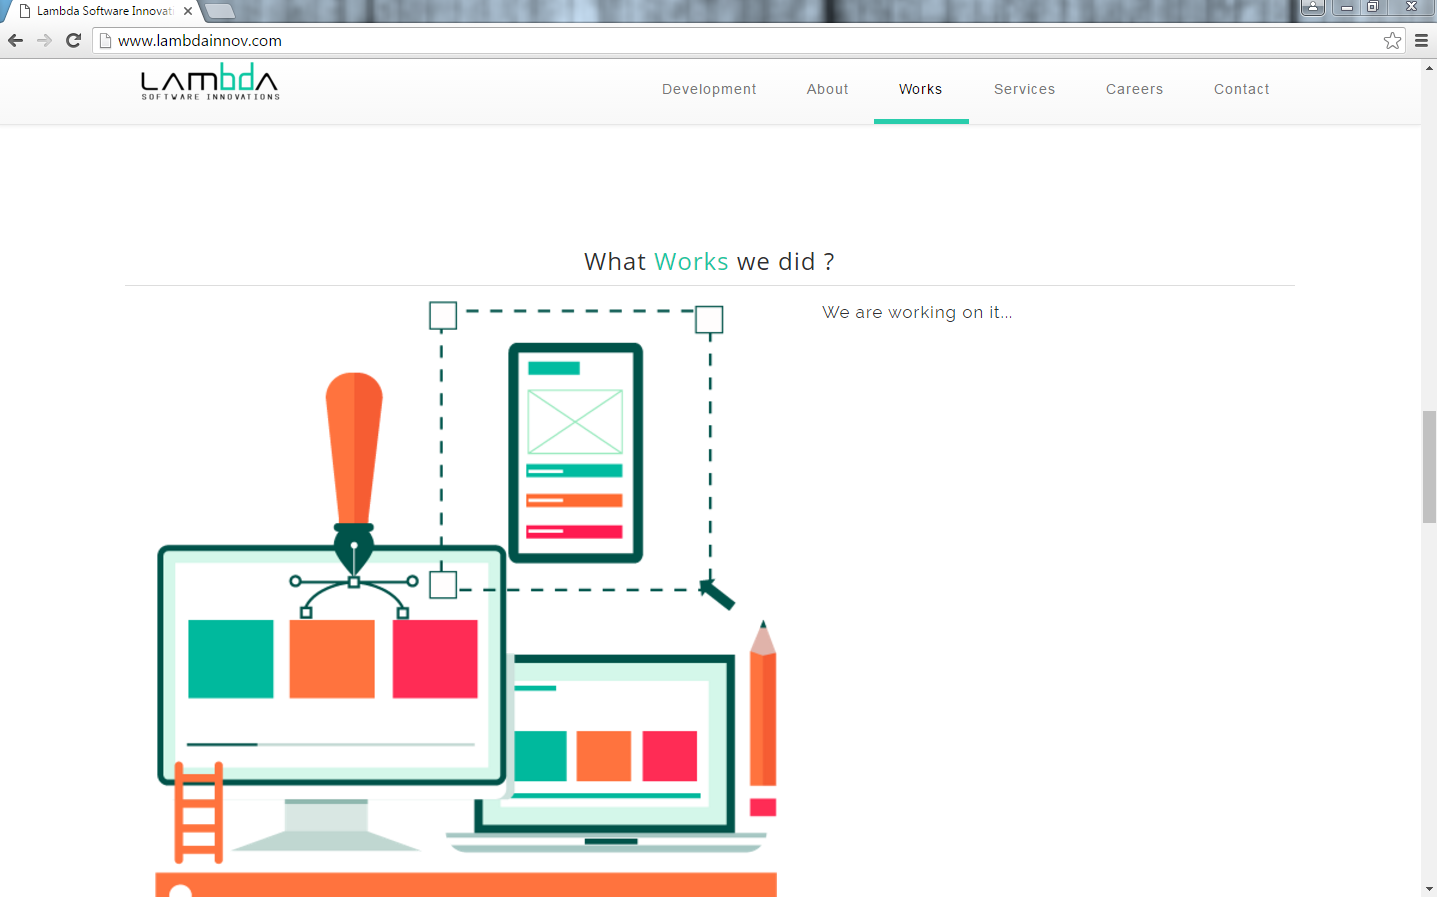 Lambda Software Innovati
www.lambdainnov.com
LAMbdA
SOFTWARE INNOVATIONS
Development About Works Services Careers Contact
What Works we did ?
We are working on it...